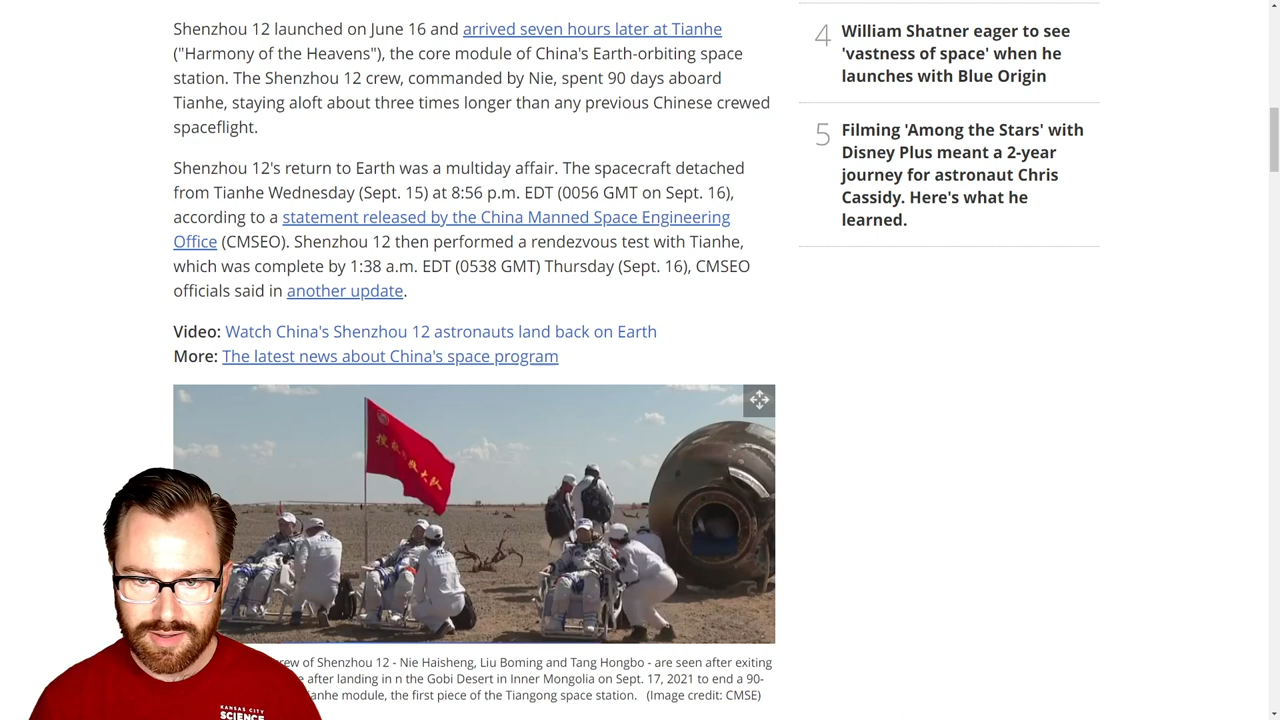 Shenzhou 12 launched on June 16 and arrived seven hours later at Tianhe
("Harmony of the Heavens"), the core module of China's Earth-orbiting space
station. The Shenzhou 12 crew, commanded by Nie, spent 90 days aboard
Tianhe, staying aloft about three times longer than any previous Chinese crewed
spaceflight.
Shenzhou 12's return to Earth was a multiday affair. The spacecraft detached
from Tianhe Wednesday (Sept. 15) at 8:56 p.m. EDT (0056 GMT on Sept. 16),
according to a statement released by the China Manned Space Engineering
Office (CMSEO). Shenzhou 12 then performed a rendezvous test with Tianhe,
which was complete by 1:38 a.m. EDT (0538 GMT) Thursday (Sept. 16), CMSEO
officials said in another update.
Video: Watch China's Shenzhou 12 astronauts land back on Earth
More: The latest news about China's space program
crew of Shenzhou 12 - Nie Haisheng, Liu Boming and Tang Hongbo - are seen after exiting
after landing in n the Gobi Desert in Inner Mongolia on Sept. 17, 2021 to end a 90-
module, the first piece of the Tiangong space station. (Image credit: CMSE)
4 William Shatner eager to see
'vastness of space' when he
launches with Blue Origin
5 Filming 'Among the Stars' with
Disney Plus meant a 2-year
journey for astronaut Chris
Cassidy. Here's what he
learned.
KANSAS CITY
SCIENCE